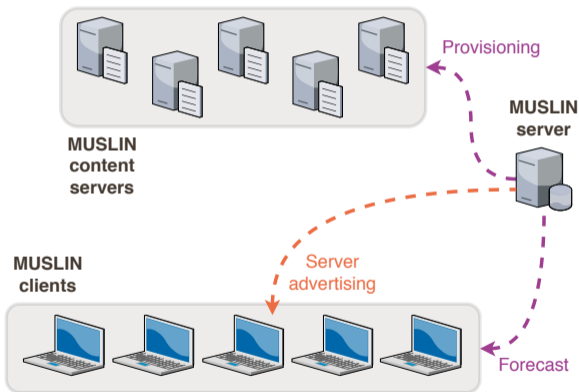 Provisioning
MUSLIN
server
MUSLIN
content
servers
MUSLIN
clients
Server
advertising
Forecast